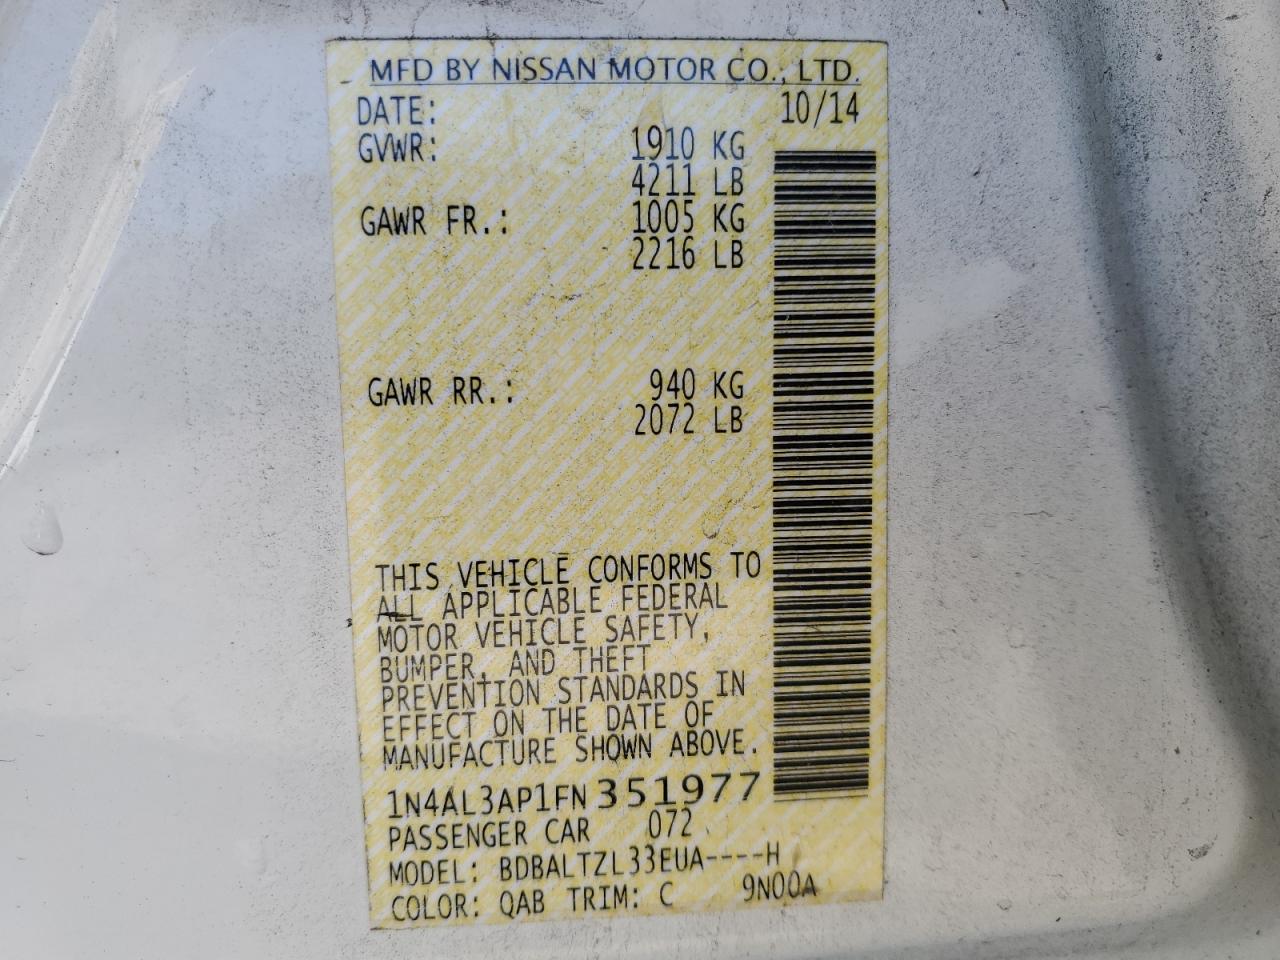 MFD BY NISSAN MOTOR CO., LTD.
DATE: 10/14
GVWR: 1910 KG
4211 LB
GAWR FR.: 1005 KG
2216 LB
GAWR RR.: 940 KG
2072 LB
THIS VEHICLE CONFORMS TO
ALL APPLICABLE FEDERAL
MOTOR VEHICLE SAFETY,
BUMPER, AND THEFT
PREVENTION STANDARDS IN
EFFECT ON THE DATE OF
MANUFACTURE SHOWN ABOVE.
1N4AL3AP1FN351977
PASSENGER CAR 072
MODEL: BDBALTZL33EUA----H
COLOR: QAB TRIM: C 9N00A